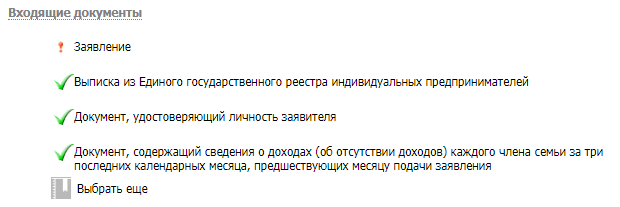 Входящие документы
Заявление
Выписка из Единого государственного реестра индивидуальных предпринимателей
Документ, удостоверяющий личность заявителя
Документ, содержащий сведения о доходах (об отсутствии доходов) каждого члена семьи за три
последних календарных месяца, предшествующих месяцу подачи заявления
Выбрать еще